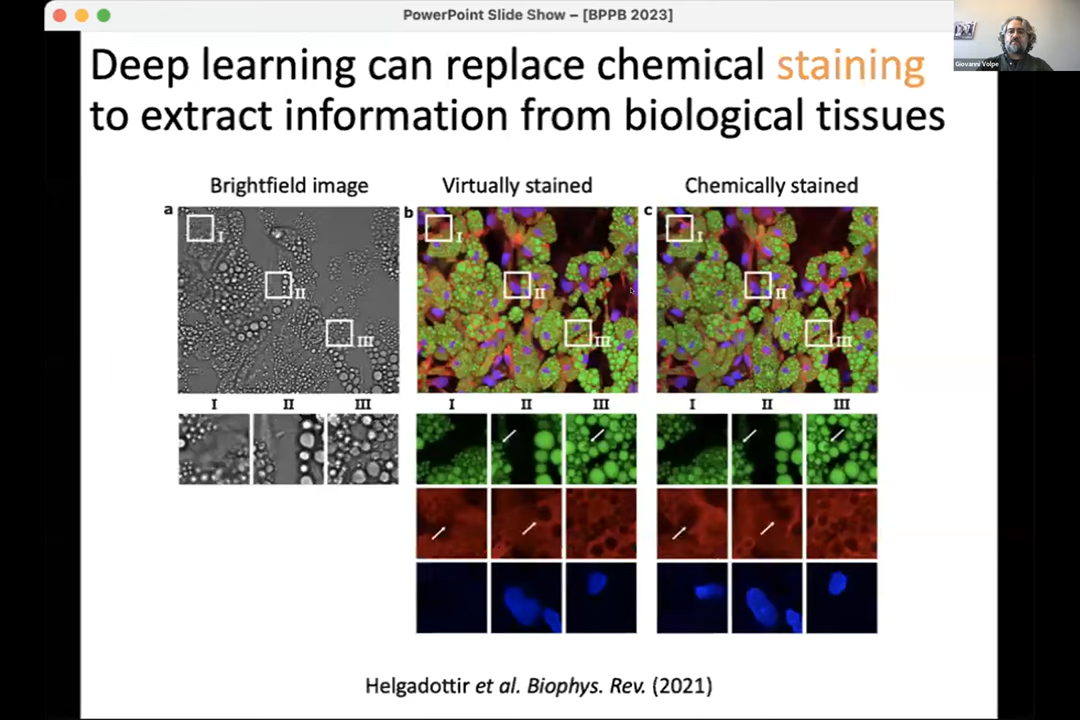 PowerPoint Slide Show – [BPPB 2023]
Giovanni Volpe
Deep learning can replace chemical staining
to extract information from biological tissues
Brightfield image
Virtually stained
Chemically stained
a
b
c
I
II
III
I
II
III
I
II
III
I II III
I II III
I II III
Helgadottir et al. Biophys. Rev. (2021)